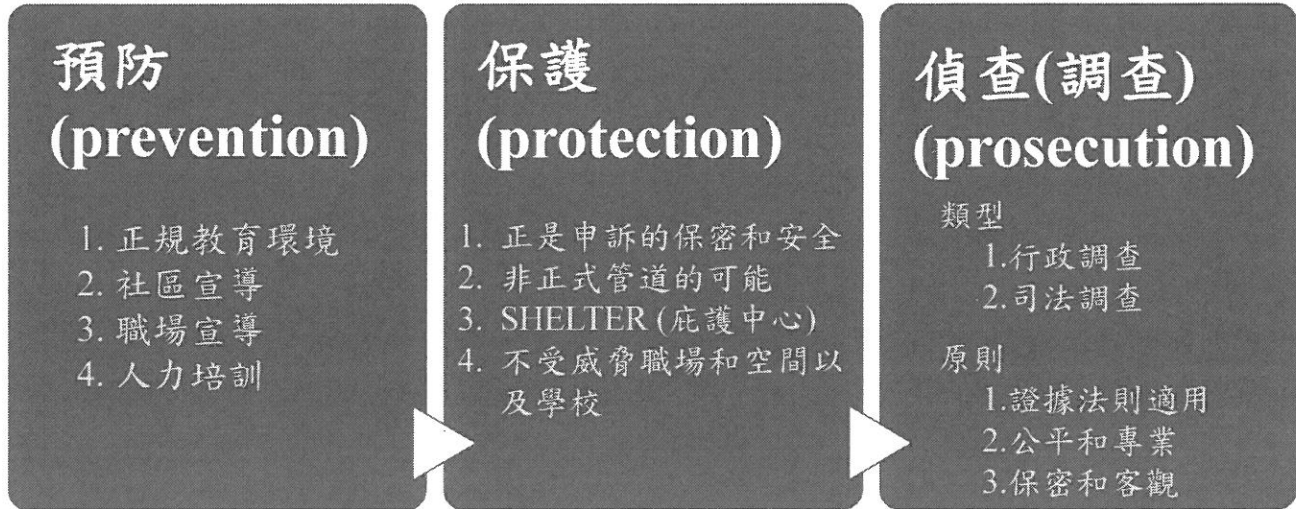 預防
(prevention)
1. 正規教育環境
2. 社區宣導
3. 職場宣導
4. 人力培訓
保護
(protection)
1. 正是申訴的保密和安全
2. 非正式管道的可能
3. SHELTER (庇護中心)
4. 不受威脅職場和空間以
及學校
偵查(調查)
(prosecution)
類型
1.行政調查
2.司法調查
原則
1.證據法則適用
2.公平和專業
3.保密和客觀